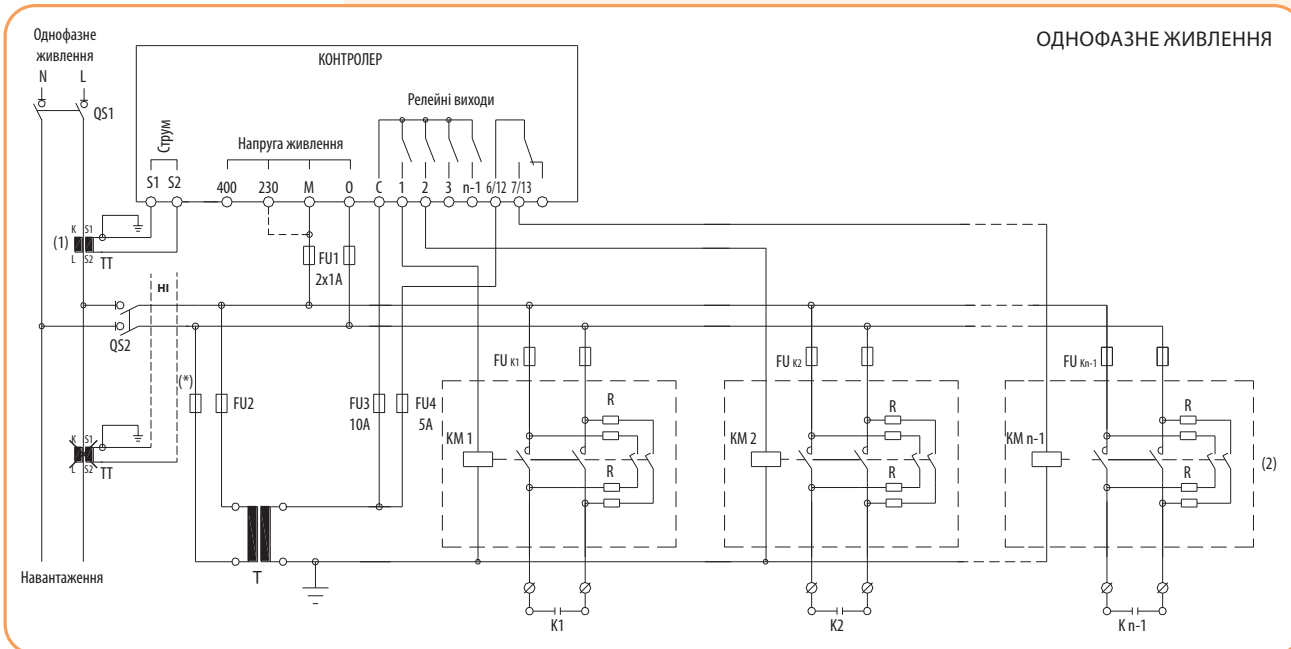 ОДНОФАЗНЕ ЖИВЛЕННЯ
Однофазне
живлення
N L
QS1
КОНТРОЛЕР
Струм
Напруга живлення
Релейні виходи
S1 S2 400 230 M 0 C 1 2 3 n-1 6/12 7/13
K S1
(1)
L S2 TT
FU1
2x1A
НІ
QS2
(*)
FU2
FU3
10A
FU4
5A
FU K1
FU K2
FU Kn-1
K S1
L S2 TT
KM 1
R
R
KM 2
R
R
KM n-1
R
R
(2)
T
Навантаження
K1
K2
K n-1